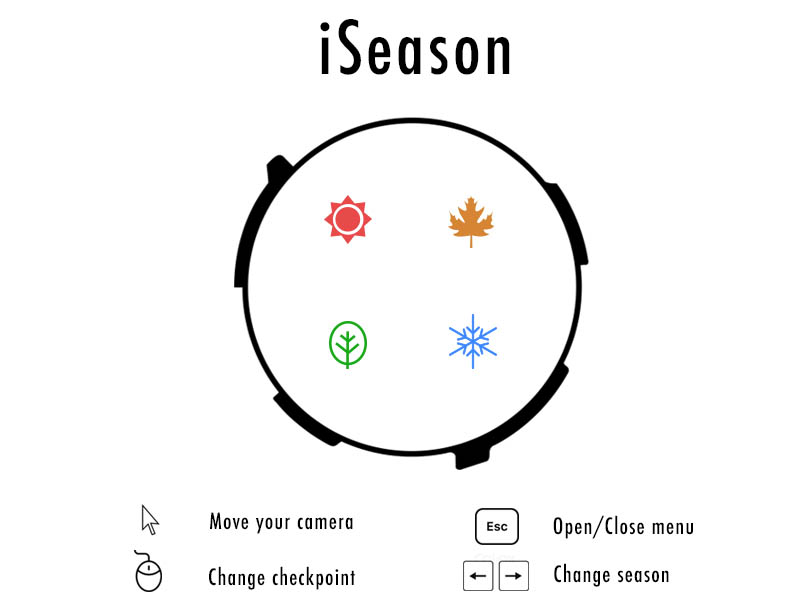 iSeason
Move your camera
Esc
Open/Close menu
Change checkpoint
Change season